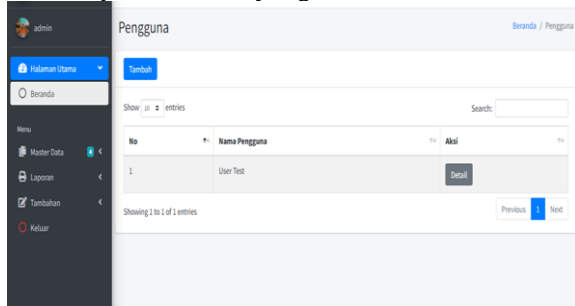 admin
Pengguna
Beranda / Pengguna
Halaman Utama
Tambah
Beranda
Show 10 entries
Search:
Menu
No
Nama Pengguna
Aksi
Master Data 4
1
User Test
Detail
Laporan
Tambahan
Showing 1 to 1 of 1 entries
Previous 1 Next
Keluar